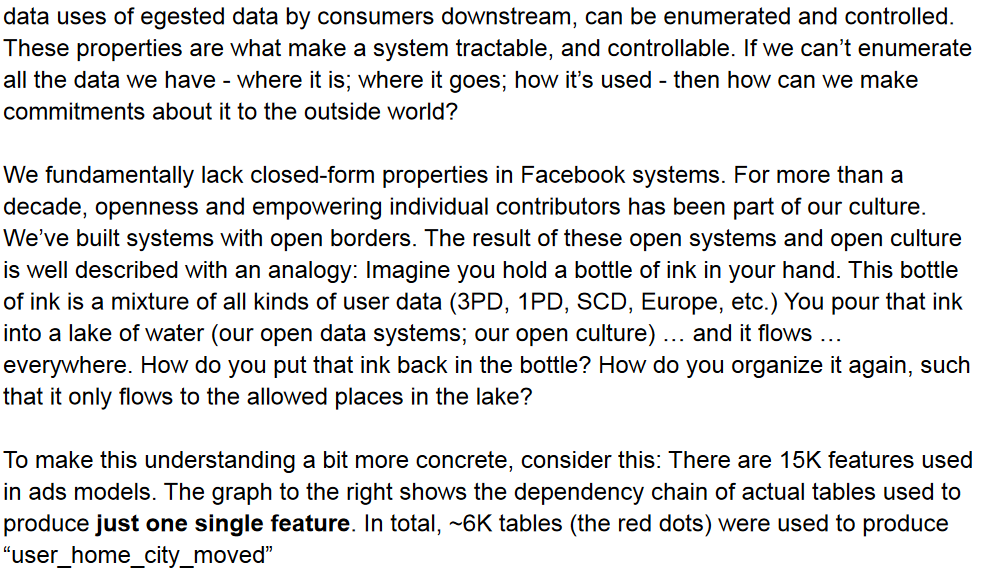 data uses of egested data by consumers downstream, can be enumerated and controlled.
These properties are what make a system tractable, and controllable. If we can’t enumerate
all the data we have - where it is; where it goes; how it’s used - then how can we make
commitments about it to the outside world?
We fundamentally lack closed-form properties in Facebook systems. For more than a
decade, openness and empowering individual contributors has been part of our culture.
We’ve built systems with open borders. The result of these open systems and open culture
is well described with an analogy: Imagine you hold a bottle of ink in your hand. This bottle
of ink is a mixture of all kinds of user data (3PD, 1PD, SCD, Europe, etc.) You pour that ink
into a lake of water (our open data systems; our open culture) … and it flows …
everywhere. How do you put that ink back in the bottle? How do you organize it again, such
that it only flows to the allowed places in the lake?
To make this understanding a bit more concrete, consider this: There are 15K features used
in ads models. The graph to the right shows the dependency chain of actual tables used to
produce just one single feature. In total, ~6K tables (the red dots) were used to produce
“user_home_city_moved”